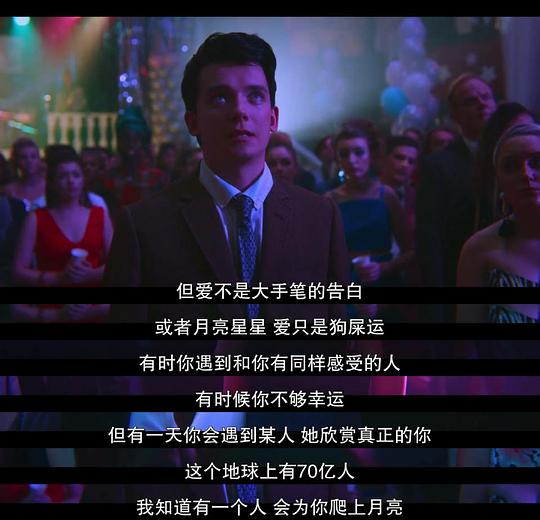 但爱不是大手笔的告白
或者月亮星星 爱只是狗屎运
有时你遇到和你有同样感受的人
有时候你不够幸运
但有一天你会遇到某人 她欣赏真正的你
这个地球上有70亿人
我知道有一个人 会为你爬上月亮